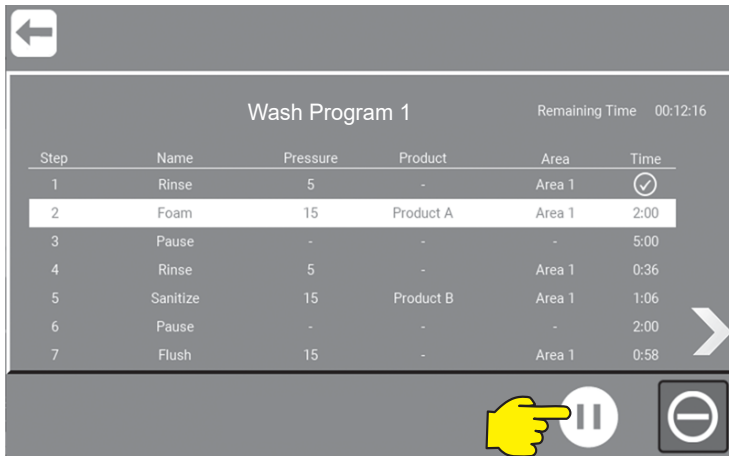 Wash Program 1 Remaining Time 00:12:16
Step Name Pressure Product Area Time
1 Rinse 5 - Area 1
2 Foam 15 Product A Area 1 2:00
3 Pause - - - 5:00
4 Rinse 5 - Area 1 0:36
5 Sanitize 15 Product B Area 1 1:06
6 Pause - - - 2:00
7 Flush 15 - Area 1 0:58